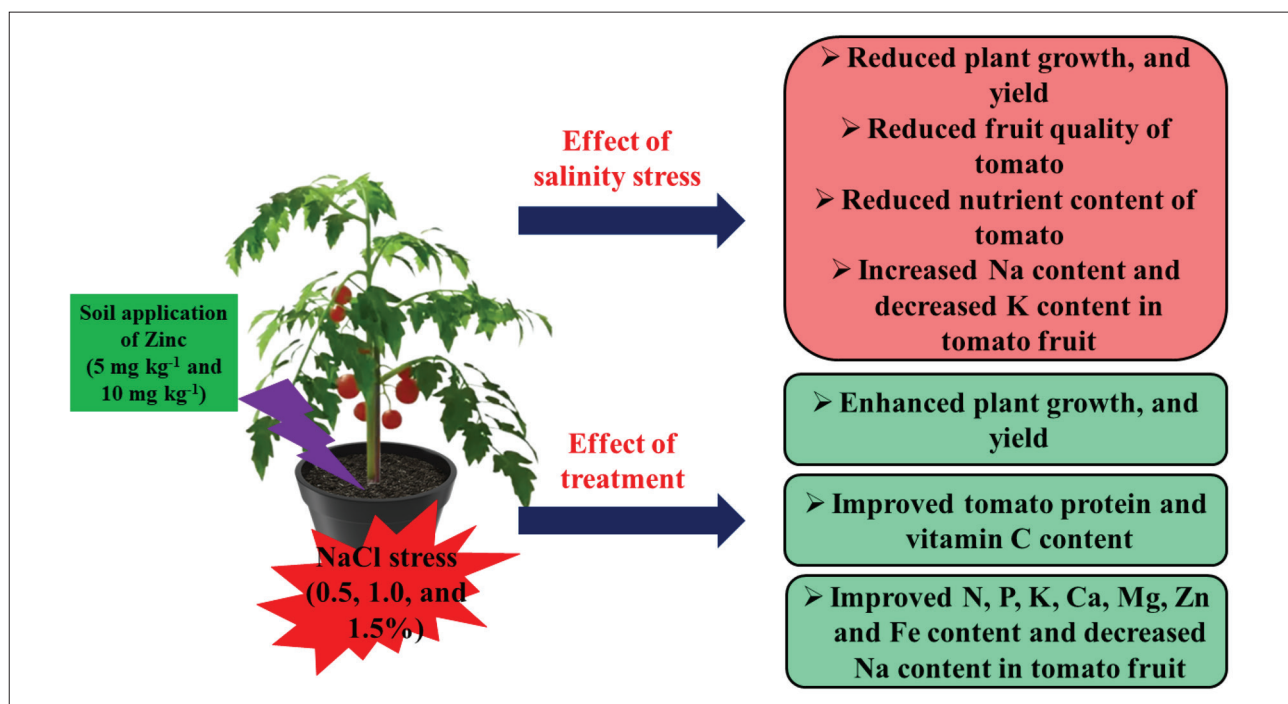 Soil application
of Zinc
(5 mg kg⁻¹ and
10 mg kg⁻¹)
NaCl stress
(0.5, 1.0, and
1.5%)
Effect of
salinity stress
➢ Reduced plant growth, and
yield
➢ Reduced fruit quality of
tomato
➢ Reduced nutrient content of
tomato
➢ Increased Na content and
decreased K content in
tomato fruit
Effect of
treatment
➢ Enhanced plant growth, and
yield
➢ Improved tomato protein and
vitamin C content
➢ Improved N, P, K, Ca, Mg, Zn
and Fe content and decreased
Na content in tomato fruit